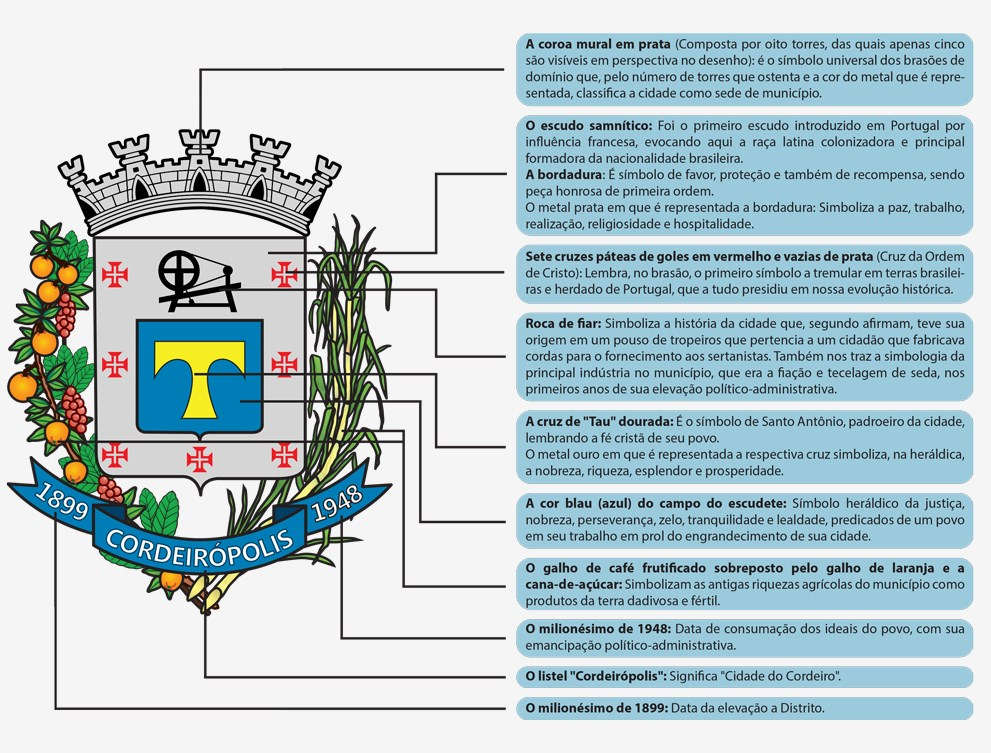 A coroa mural em prata (Composta por oito torres, das quais apenas cinco
são visíveis em perspectiva no desenho): é o símbolo universal dos brasões de
domínio que, pelo número de torres que ostenta e a cor do metal que é repre-
sentada, classifica a cidade como sede de município.
O escudo samnítico: Foi o primeiro escudo introduzido em Portugal por
influência francesa, evocando aqui a raça latina colonizadora e principal
formadora da nacionalidade brasileira.
A bordadura: É símbolo de favor, proteção e também de recompensa, sendo
peça honrosa de primeira ordem.
O metal prata em que é representada a bordadura: Simboliza a paz, trabalho,
realização, religiosidade e hospitalidade.
Sete cruzes páteas de goles em vermelho e vazias de prata (Cruz da Ordem
de Cristo): Lembra, no brasão, o primeiro símbolo a tremular em terras brasilei-
ras e herdado de Portugal, que a tudo presidiu em nossa evolução histórica.
Roca de fiar: Simboliza a história da cidade que, segundo afirmam, teve sua
origem em um pouso de tropeiros que pertencia a um cidadão que fabricava
cordas para o fornecimento aos sertanistas. Também nos traz a simbologia da
principal indústria no município, que era a fiação e tecelagem de seda, nos
primeiros anos de sua elevação político-administrativa.
A cruz de "Tau" dourada: É o símbolo de Santo Antônio, padroeiro da cidade,
lembrando a fé cristã de seu povo.
O metal ouro em que é representada a respectiva cruz simboliza, na heráldica,
a nobreza, riqueza, esplendor e prosperidade.
A cor blau (azul) do campo do escudete: Símbolo heráldico da justiça,
nobreza, perseverança, zelo, tranquilidade e lealdade, predicados de um povo
em seu trabalho em prol do engrandecimento de sua cidade.
O galho de café frutificado sobreposto pelo galho de laranja e a
cana-de-açúcar: Simbolizam as antigas riquezas agrícolas do município como
produtos da terra dadivosa e fértil.
O milionésimo de 1948: Data de consumação dos ideais do povo, com sua
emancipação político-administrativa.
O listel "Cordeirópolis": Significa "Cidade do Cordeiro".
O milionésimo de 1899: Data da elevação a Distrito.
1899
CORDEIRÓPOLIS
1948